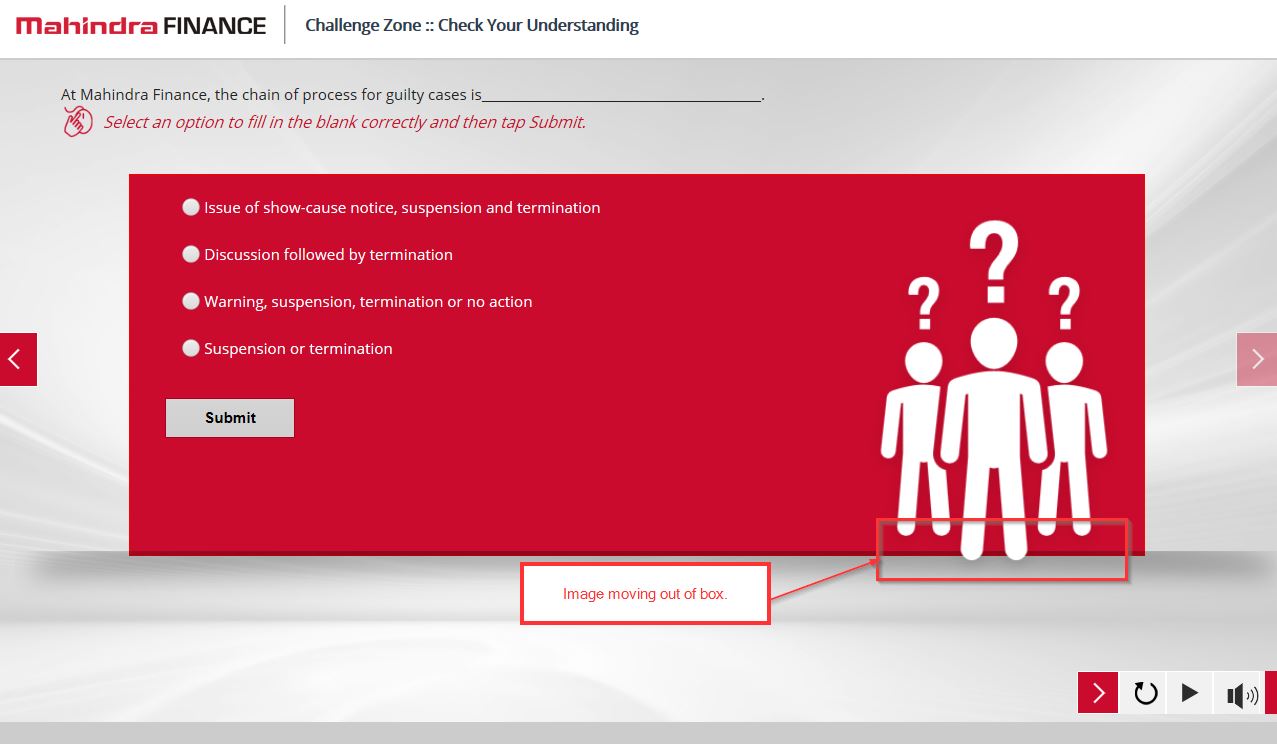 Mahindra FINANCE
Challenge Zone :: Check Your Understanding
At Mahindra Finance, the chain of process for guilty cases is__________________________________.
Select an option to fill in the blank correctly and then tap Submit.
Issue of show-cause notice, suspension and termination
Discussion followed by termination
Warning, suspension, termination or no action
Suspension or termination
Submit
? ? ?
Image moving out of box.